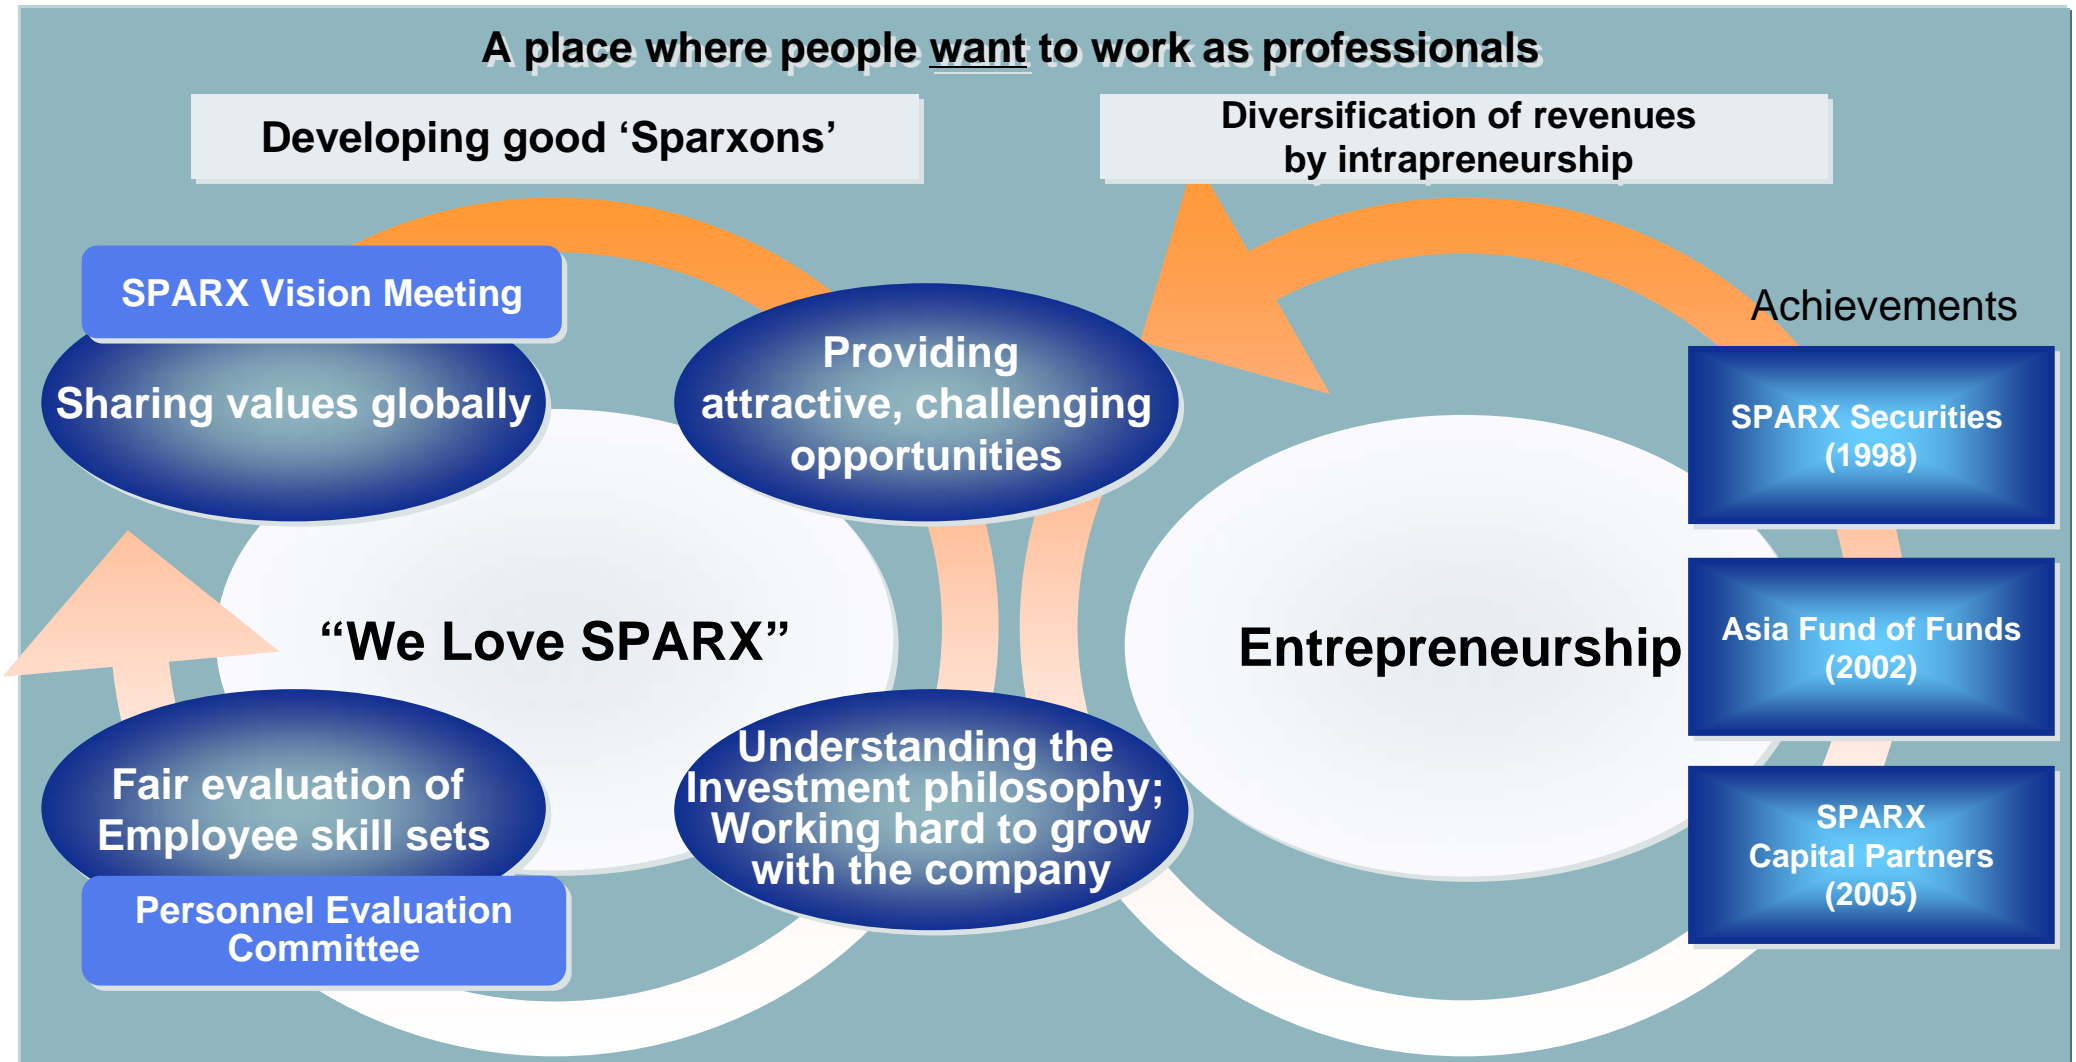 A place where people want to work as professionals
Developing good ‘Sparxons’
Diversification of revenues
by intrapreneurship
SPARX Vision Meeting
Sharing values globally
Providing
attractive, challenging
opportunities
“We Love SPARX”
Fair evaluation of
Employee skill sets
Personnel Evaluation
Committee
Understanding the
Investment philosophy;
Working hard to grow
with the company
Entrepreneurship
Achievements
SPARX Securities
(1998)
Asia Fund of Funds
(2002)
SPARX
Capital Partners
(2005)